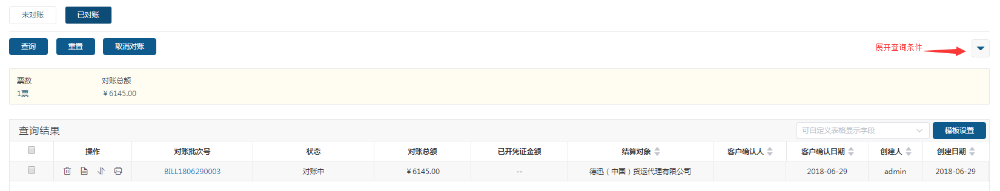 未对账 已对账
查询 重置 取消对账 展开查询条件
票数 对账总额
1票 ￥6145.00
查询结果 可自定义表格显示字段 模板设置
操作 对账批次号 状态 对账总额 已开凭证金额 结算对象 客户确认人 客户确认日期 创建人 创建日期
BILL1806290003 对账中 ￥6145.00 -- 德迅（中国）货运代理有限公司 2018-06-29 admin 2018-06-29